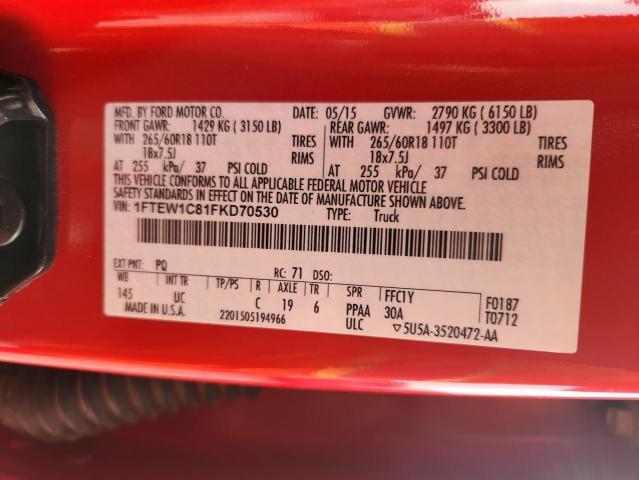 MFD. BY FORD MOTOR CO. DATE: 05/15 GVWR: 2790 KG ( 6150 LB)
FRONT GAWR: 1429 KG ( 3150 LB) REAR GAWR: 1497 KG ( 3300 LB)
WITH 265/60R18 110T TIRES WITH 265/60R18 110T TIRES
18x7.5J RIMS 18x7.5J RIMS
AT 255 kPa/ 37 PSI COLD AT 255 kPa/ 37 PSI COLD
THIS VEHICLE CONFORMS TO ALL APPLICABLE FEDERAL MOTOR VEHICLE
SAFETY STANDARDS IN EFFECT ON THE DATE OF MANUFACTURE SHOWN ABOVE.
VIN: 1FTEW1C81FKD70530 TYPE: Truck
EXT PNT: PQ RC: 71 DSO:
WB INT TR TP/PS R AXLE TR SPR FFC1Y F0187
145 UC C 19 6 PPAA 30A T0712
MADE IN U.S.A. 2201505194966 ULC ▽5U5A-3520472-AA